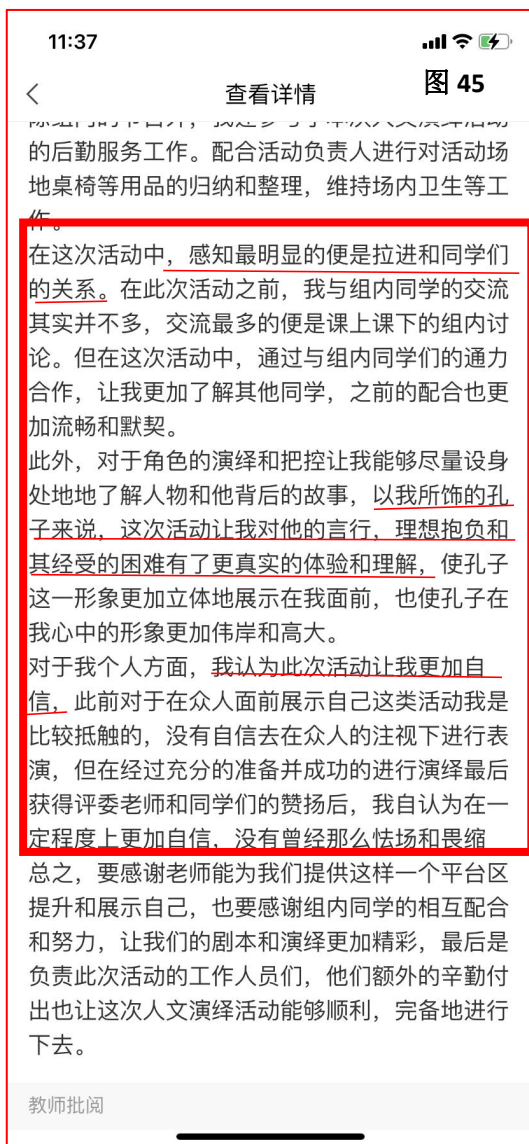 11:37
查看详情
图 45
的后勤服务工作。配合活动负责人进行对活动场
地桌椅等用品的归纳和整理，维持场内卫生等工
作。
在这次活动中，感知最明显的便是拉进和同学们
的关系。在此次活动之前，我与组内同学的交流
其实并不多，交流最多的便是课上课下的组内讨
论。但在这次活动中，通过与组内同学们的通力
合作，让我更加了解其他同学，之前的配合也更
加流畅和默契。
此外，对于角色的演绎和把控让我能够尽量设身
处地地了解人物和他背后的故事，以我所饰的孔
子来说，这次活动让我对他的言行，理想抱负和
其经受的困难有了更真实的体验和理解，使孔子
这一形象更加立体地展示在我面前，也使孔子在
我心中的形象更加伟岸和高大。
对于我个人方面，我认为此次活动让我更加自
信，此前对于在众人面前展示自己这类活动我是
比较抵触的，没有自信去在众人的注视下进行表
演，但在经过充分的准备并成功的进行演绎最后
获得评委老师和同学们的赞扬后，我自认为在一
定程度上更加自信，没有曾经那么怯场和畏缩
总之，要感谢老师能为我们提供这样一个平台区
提升和展示自己，也要感谢组内同学的相互配合
和努力，让我们的剧本和演绎更加精彩，最后是
负责此次活动的工作人员们，他们额外的辛勤付
出也让这次人文演绎活动能够顺利，完备地进行
下去。
教师批阅